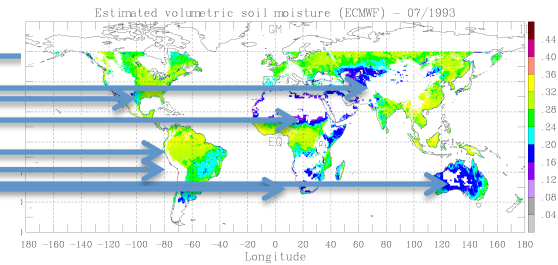 Estimated volumetric soil moisture (ECMWF) - 07/1993
GM
EQ
.44
.40
.36
.32
.28
.24
.20
.16
.12
.08
.04
180 -160 -140 -120 -100 -80 -60 -40 -20 0 20 40 60 80 100 120 140 160 180
Longitude